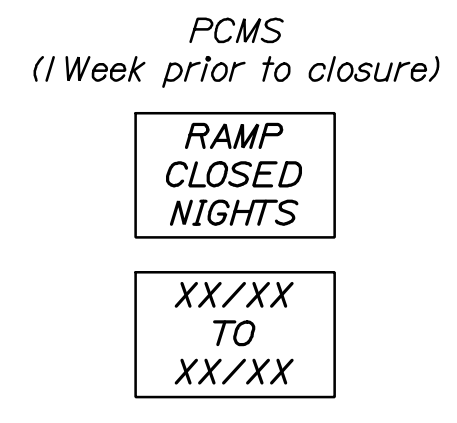 PCMS
(1 Week prior to closure)
RAMP
CLOSED
NIGHTS
XX/XX
TO
XX/XX